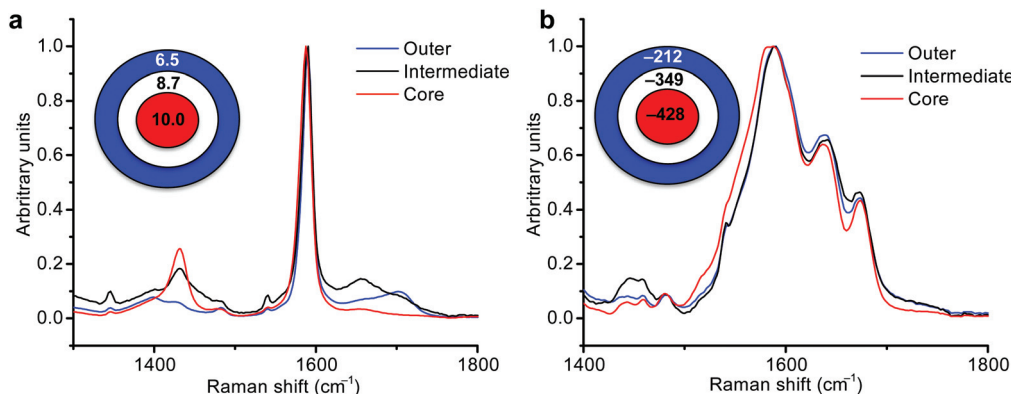 a
1.0
0.8
0.6
0.4
0.2
0.0
Arbritrary units
6.5
8.7
10.0
Outer
Intermediate
Core
1400
1600
1800
Raman shift (cm⁻¹)
b
1.0
0.8
0.6
0.4
0.2
0.0
Arbritrary units
–212
–349
–428
Outer
Intermediate
Core
1400
1600
1800
Raman shift (cm⁻¹)